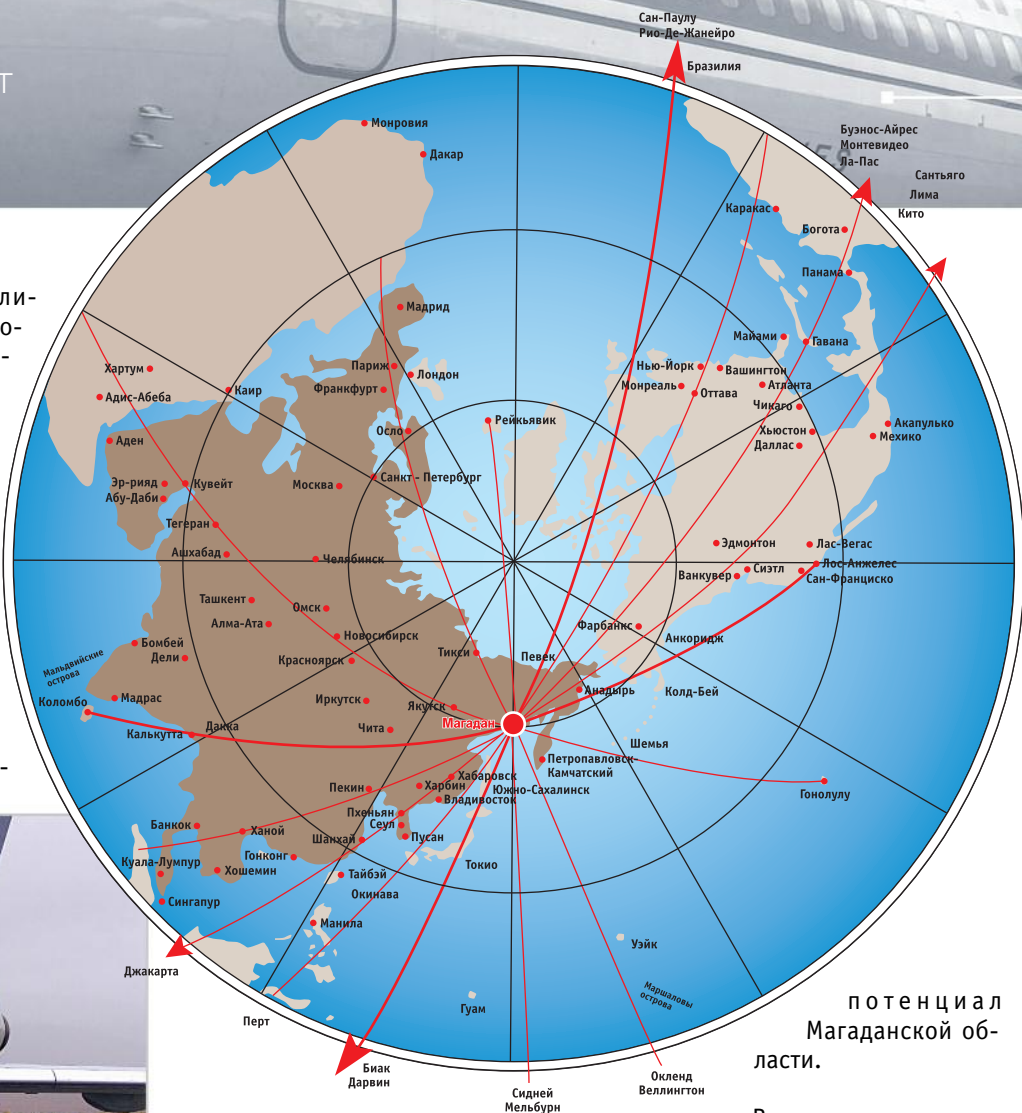 Т
Сан-Паулу
Рио-Де-Жанейро
Бразилия
Монровия
Дакар
Буэнос-Айрес
Монтевидео
Ла-Пас
Сантьяго
Лима
Кито
Каракас
Богота
Панама
ли-
о-
-
Мадрид
Майами
Гавана
Хартум
Париж
Лондон
Нью-Йорк
Вашингтон
Адис-Абеба
Каир
Франкфурт
Монреаль
Оттава
Атланта
Чикаго
Рейкьявик
Акапулько
Мехико
Аден
Осло
Хьюстон
Даллас
Эр-рияд
Кувейт
Абу-Даби
Москва
Санкт - Петербург
Тегеран
Ашхабад
Челябинск
Эдмонтон
Лас-Вегас
Ванкувер
Сиэтл
Лос-Анжелес
Сан-Франциско
Ташкент
Омск
Алма-Ата
Новосибирск
Фарбанкс
Анкоридж
Бомбей
Дели
Красноярск
Тикси
Певек
Мальдвийские
острова
Коломбо
Мадрас
Иркутск
Якутск
Анадырь
Колд-Бей
Калькутта
Дакка
Чита
Магадан
Шемья
Петропавловск-
Камчатский
-
Пекин
Харбин
Хабаровск
Южно-Сахалинск
Владивосток
Гонолулу
Банкок
Ханой
Пхеньян
Сеул
Шанхай
Пусан
Куала-Лумпур
Гонконг
Хошемин
Тайбэй
Токио
Сингапур
Окинава
Манила
Уэйк
Джакарта
Гуам
Маршаловы
острова
Перт
потенциал
Магаданской об-
ласти.
Биак
Дарвин
Сидней
Мельбурн
Окленд
Веллингтон